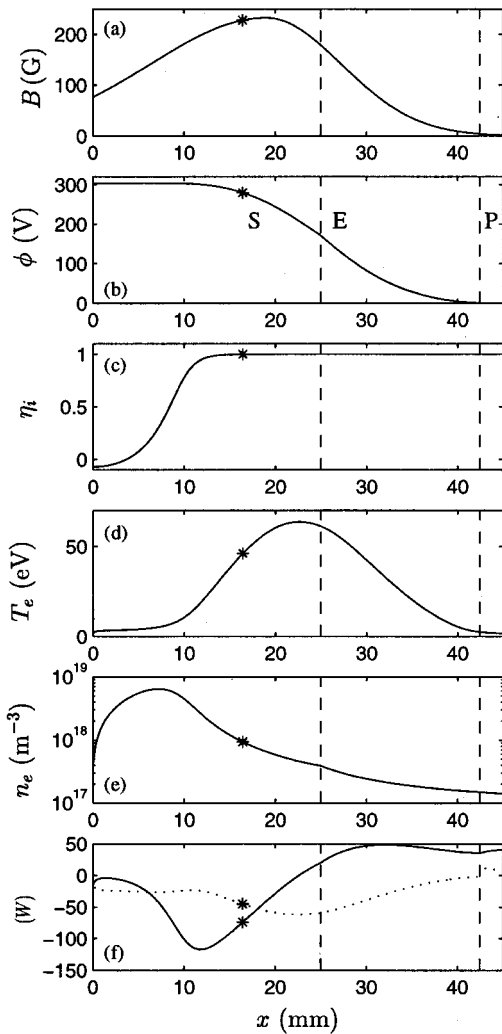 (a)
200
100
0
B (G)
0 10 20 30 40
(b)
300
200
100
0
ϕ (V)
S E P
0 10 20 30 40
(c)
1
0.5
0
η_i
0 10 20 30 40
(d)
50
0
T_e (eV)
0 10 20 30 40
(e)
10^19
10^18
10^17
n_e (m^−3)
0 10 20 30 40
(f)
50
0
−50
−100
−150
(W)
0 10 20 30 40
x (mm)